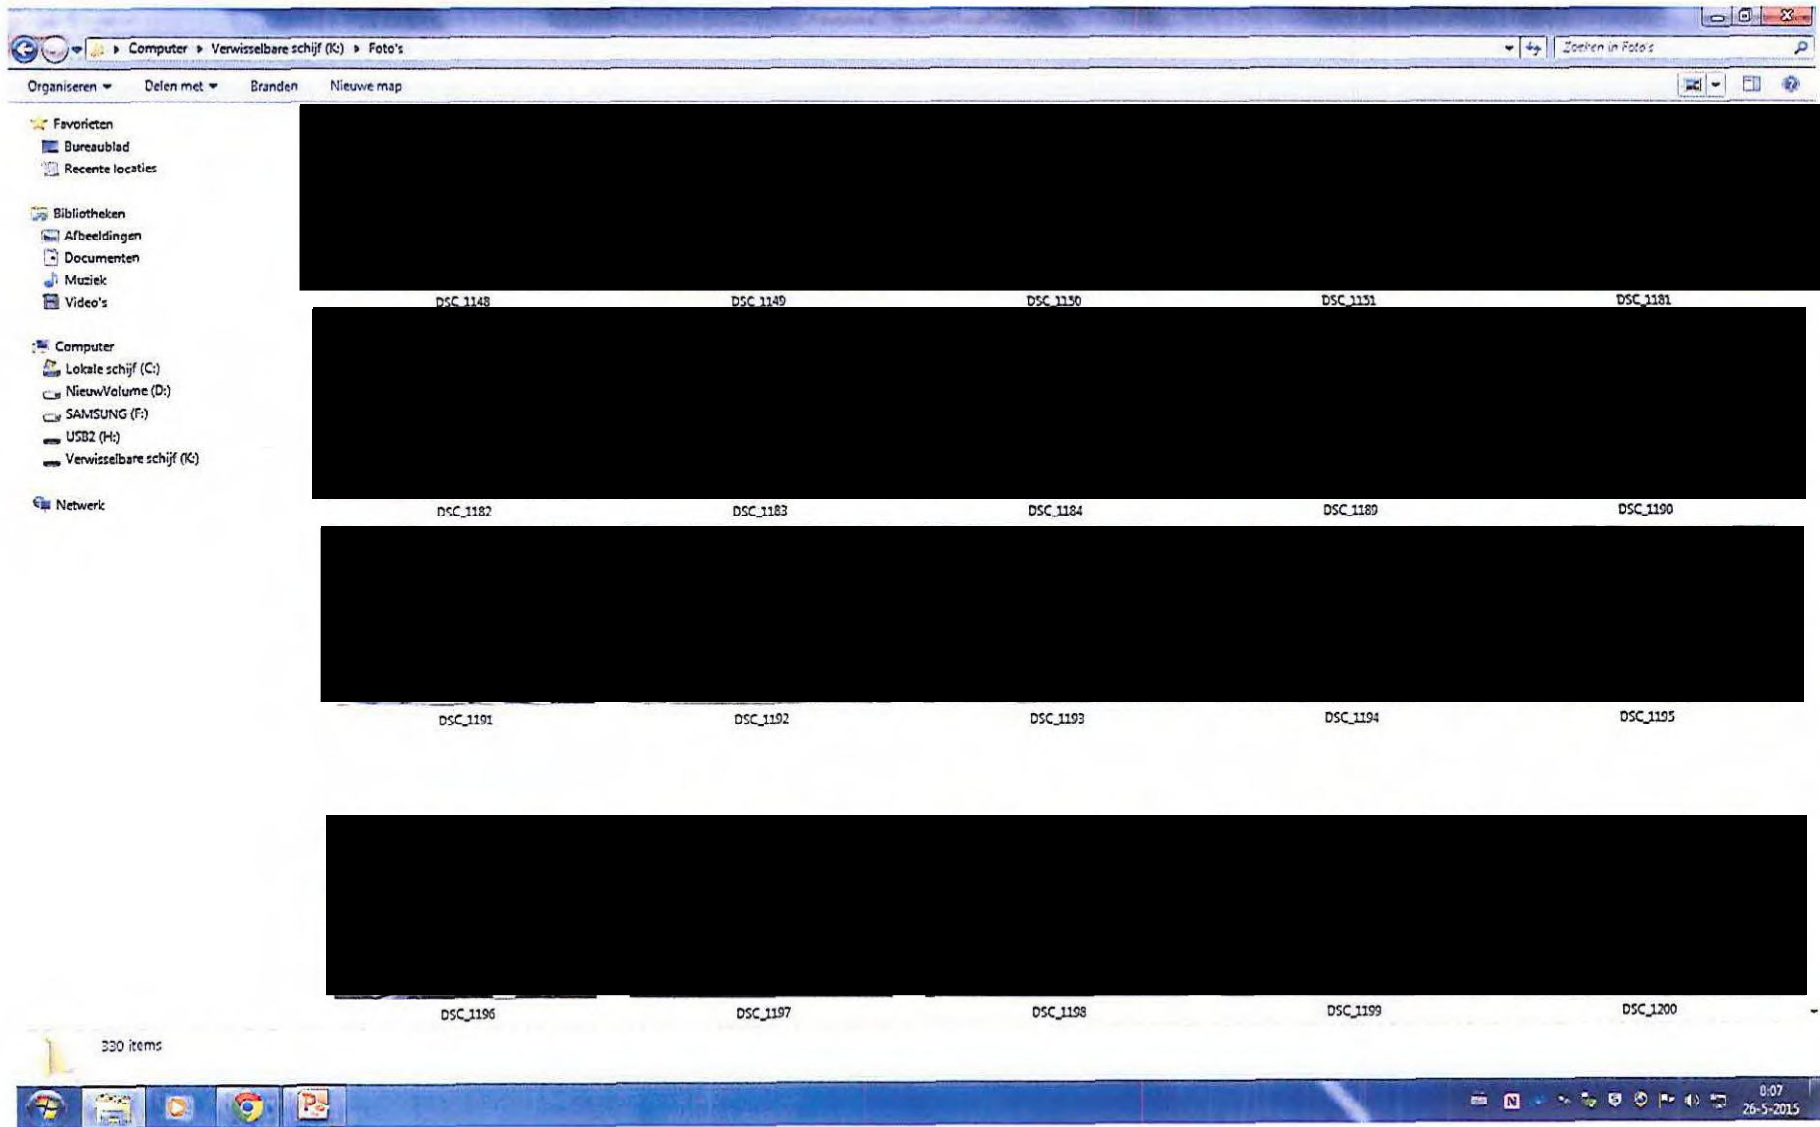 Computer ▸ Verwisselbare schijf (K:) ▸ Foto's
Zoeken in Foto's
Organiseren Delen met Branden Nieuwe map
Favorieten
Bureaublad
Recente locaties
Bibliotheken
Afbeeldingen
Documenten
Muziek
Video's
Computer
Lokale schijf (C:)
NieuwVolume (D:)
SAMSUNG (F:)
USB2 (H:)
Verwisselbare schijf (K:)
Netwerk
DSC_1148 DSC_1149 DSC_1150 DSC_1151 DSC_1181
DSC_1182 DSC_1183 DSC_1184 DSC_1189 DSC_1190
DSC_1191 DSC_1192 DSC_1193 DSC_1194 DSC_1195
DSC_1196 DSC_1197 DSC_1198 DSC_1199 DSC_1200
330 items
N
8:07
26-5-2015